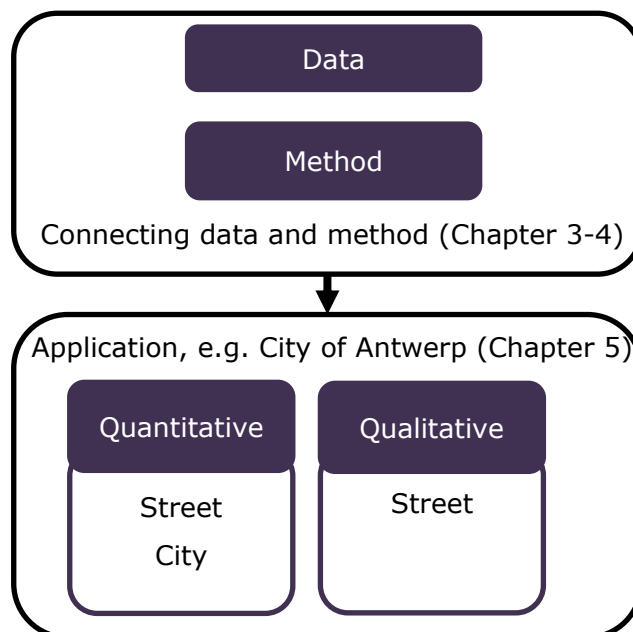 Data
Method
Connecting data and method (Chapter 3-4)
Application, e.g. City of Antwerp (Chapter 5)
Quantitative
Street
City
Qualitative
Street